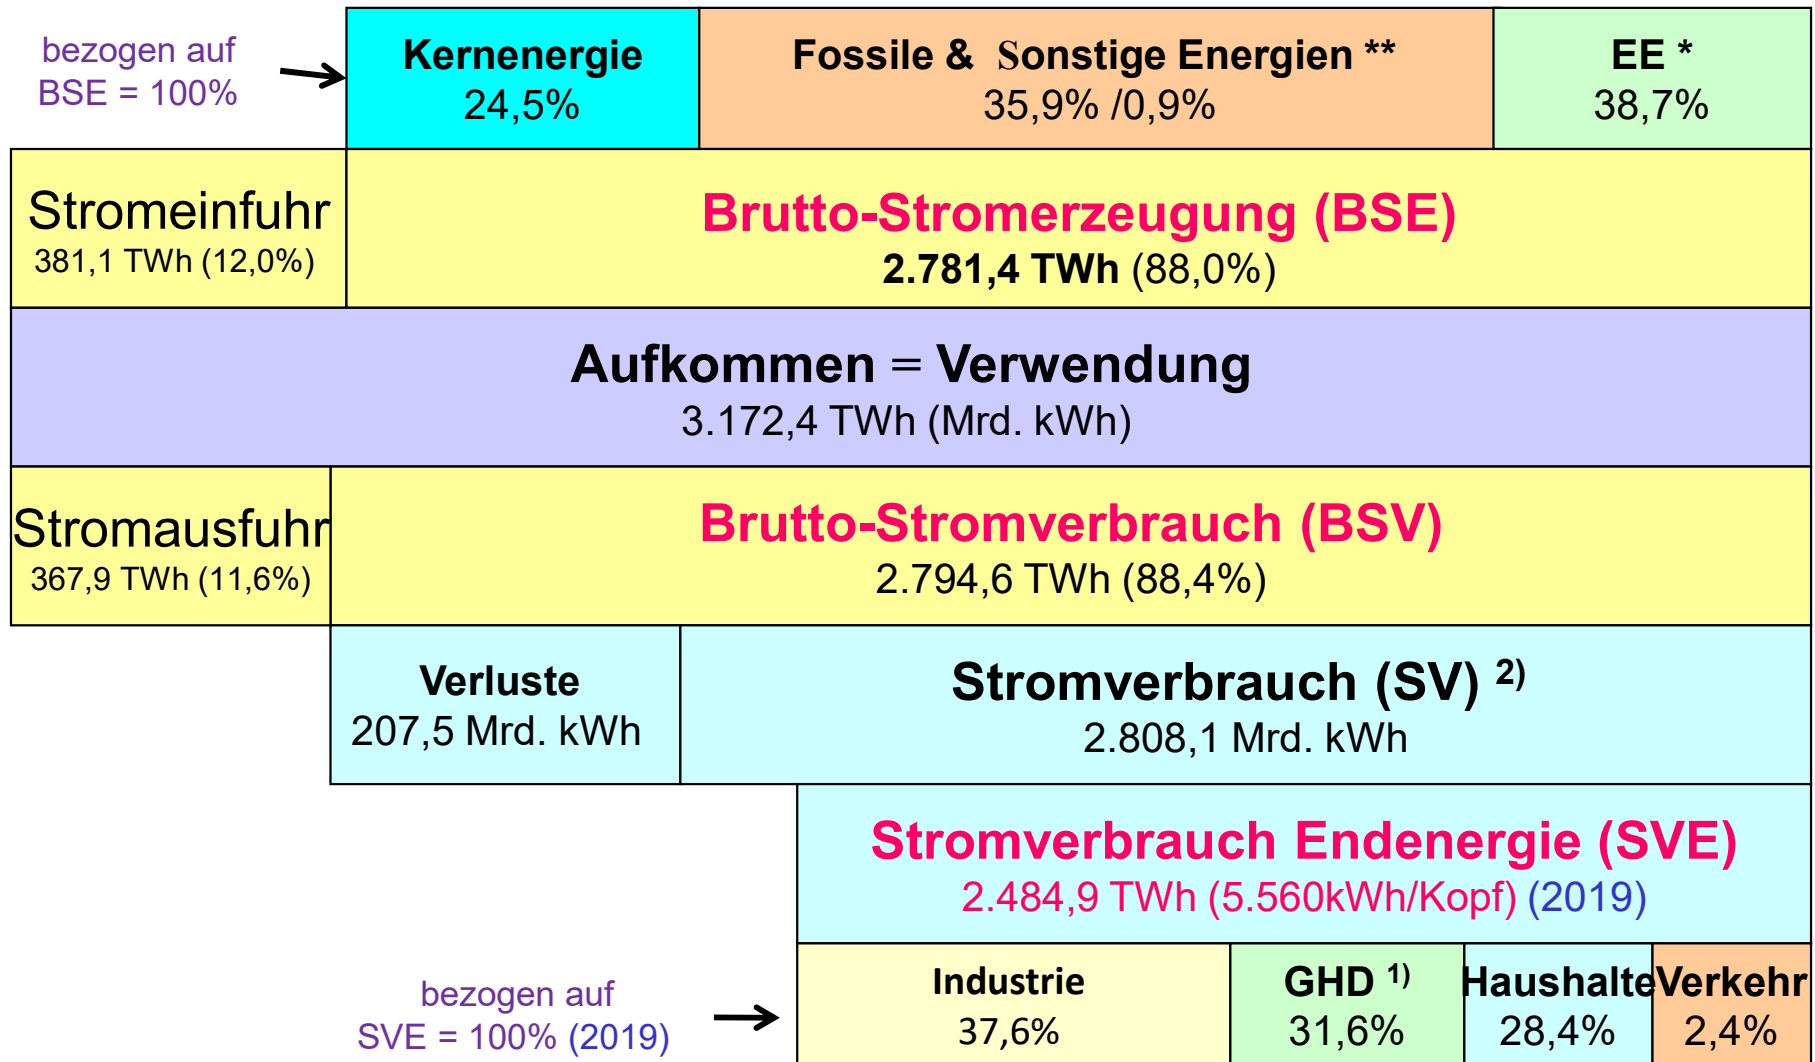 bezogen auf
BSE = 100%
Kernenergie
24,5%
Fossile & Sonstige Energien **
35,9% /0,9%
EE *
38,7%
Stromeinfuhr
381,1 TWh (12,0%)
Brutto-Stromerzeugung (BSE)
2.781,4 TWh (88,0%)
Aufkommen = Verwendung
3.172,4 TWh (Mrd. kWh)
Stromausfuhr
367,9 TWh (11,6%)
Brutto-Stromverbrauch (BSV)
2.794,6 TWh (88,4%)
Verluste
207,5 Mrd. kWh
Stromverbrauch (SV) 2)
2.808,1 Mrd. kWh
Stromverbrauch Endenergie (SVE)
2.484,9 TWh (5.560kWh/Kopf) (2019)
bezogen auf
SVE = 100% (2019)
Industrie
37,6%
GHD 1)
31,6%
Haushalte
28,4%
Verkehr
2,4%